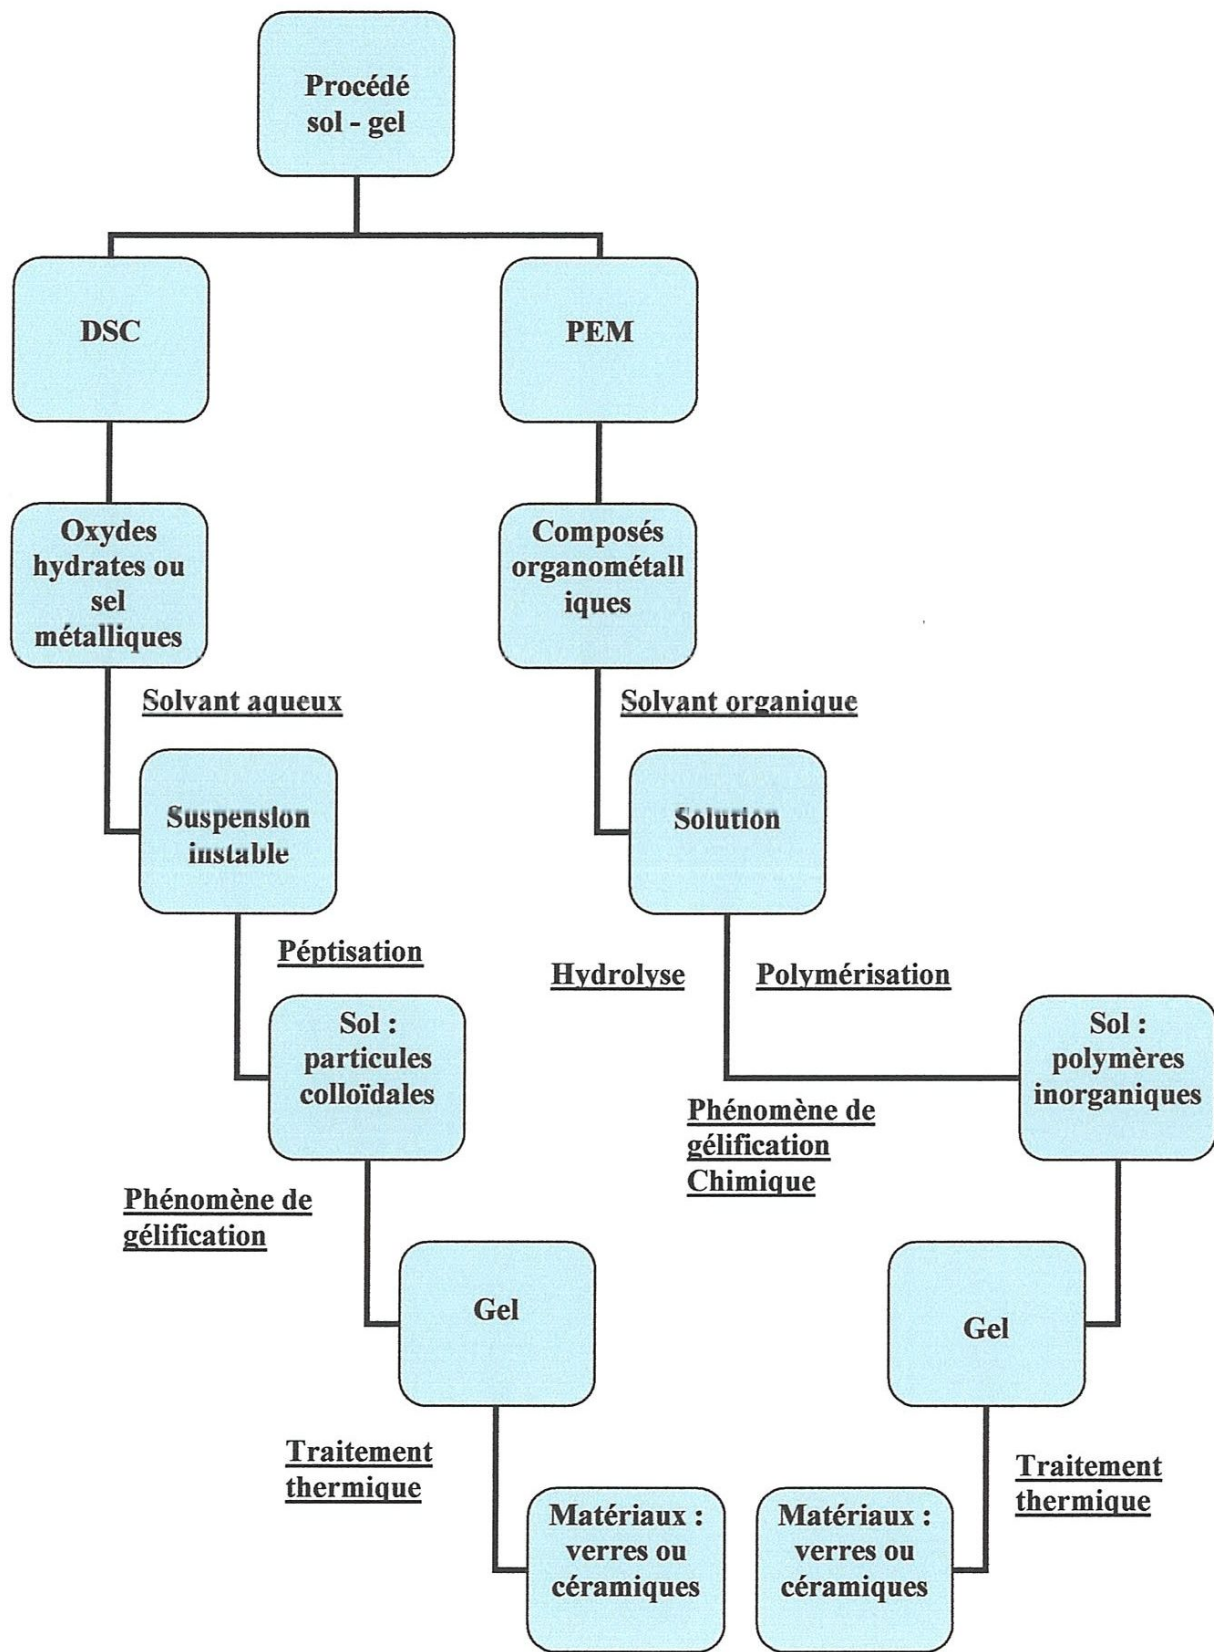 Procédé
sol - gel
DSC
PEM
Oxydes
hydrates ou
sel
métalliques
Composés
organométall
iques
Solvant aqueux
Solvant organique
Suspension
instable
Solution
Péptisation
Hydrolyse
Polymérisation
Sol :
particules
colloïdales
Sol :
polymères
inorganiques
Phénomène de
gélification
Chimique
Phénomène de
gélification
Gel
Gel
Traitement
thermique
Traitement
thermique
Matériaux :
verres ou
céramiques
Matériaux :
verres ou
céramiques